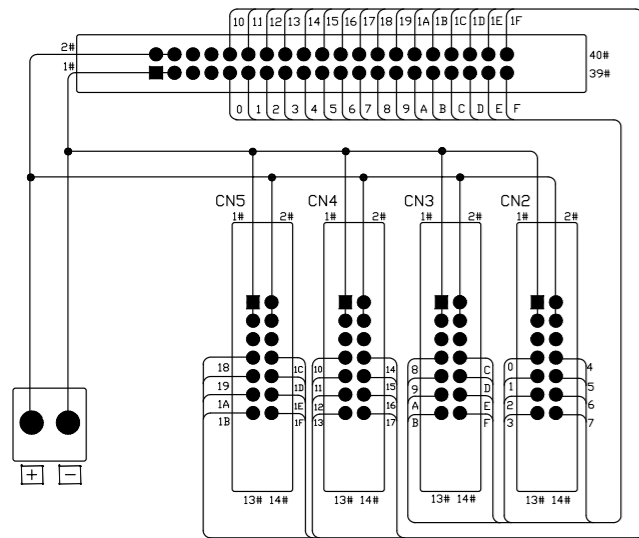 10 11 12 13 14 15 16 17 18 19 1A 1B 1C 1D 1E 1F
2# 40#
1# 39#
0 1 2 3 4 5 6 7 8 9 A B C D E F
CN5 CN4 CN3 CN2
1# 2# 1# 2# 1# 2# 1# 2#
18 1C 10 14 8 C 0 4
19 1D 11 15 9 D 1 5
1A 1E 12 16 A E 2 6
1B 1F 13 17 B F 3 7
+ −
13# 14# 13# 14# 13# 14# 13# 14#